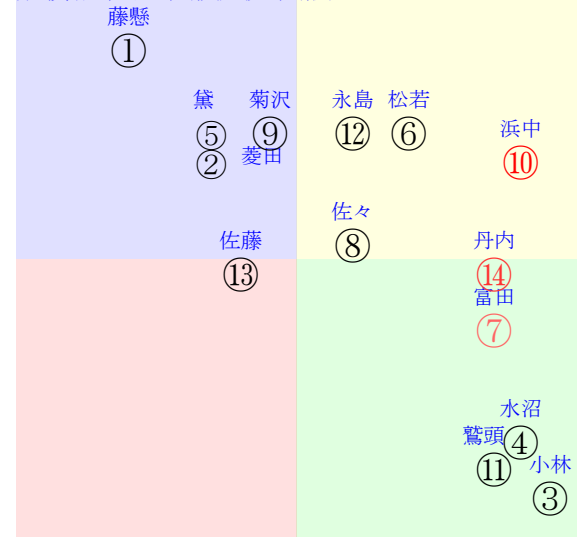 藤懸
①
黛 菊沢 永島 松若
浜中
⑤ ⑨ ⑫ ⑥
② 菱田 ⑩
佐々
佐藤 ⑧ 丹内
⑬ ⑭
富田
⑦
水沼
鷲頭 ④
⑪ 小林
③